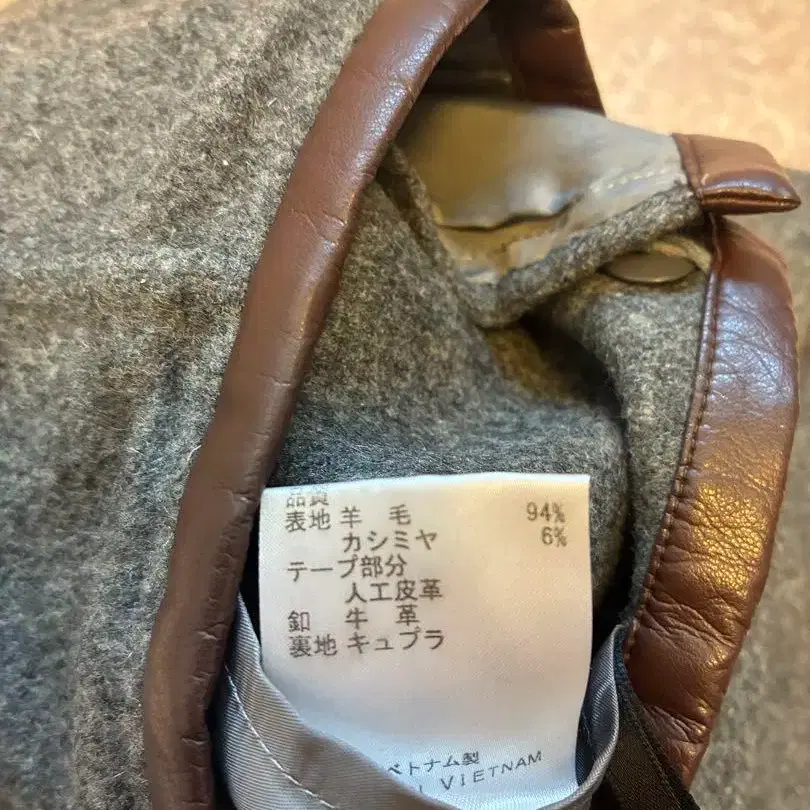 品質
表地 羊 毛 94%
カシミヤ 6%
テープ部分
人工皮革
釦 牛 革
裏地 キュプラ
ベトナム製
VIETNAM